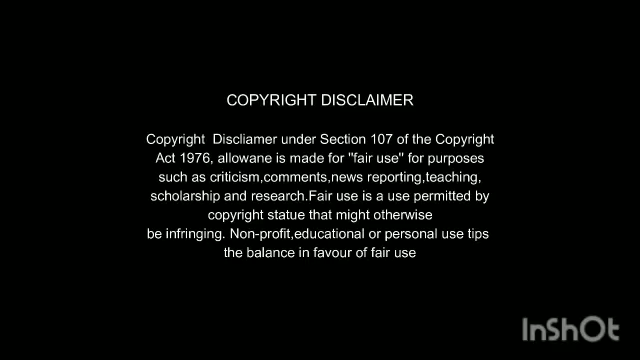 COPYRIGHT DISCLAIMER
Copyright Discliamer under Section 107 of the Copyright
Act 1976, allowane is made for "fair use" for purposes
such as criticism,comments,news reporting,teaching,
scholarship and research.Fair use is a use permitted by
copyright statue that might otherwise
be infringing. Non-profit,educational or personal use tips
the balance in favour of fair use
InShOt